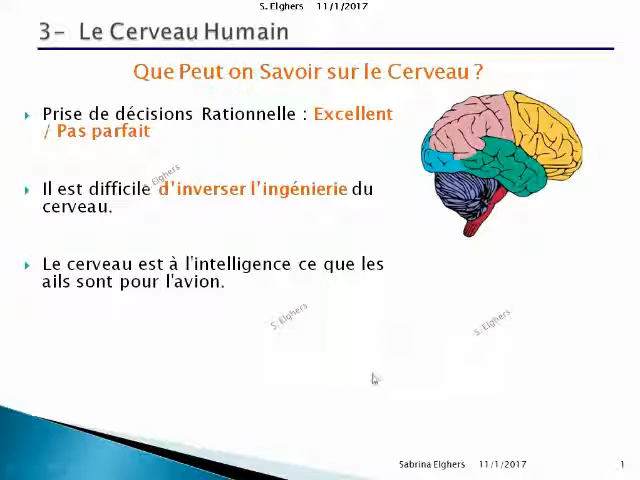 S. Elghers 11/1/2017
3- Le Cerveau Humain
Que Peut on Savoir sur le Cerveau ?
Prise de décisions Rationnelle : Excellent
/ Pas parfait
S. Elghers
Il est difficile d'inverser l'ingénierie du
cerveau.
Le cerveau est à l'intelligence ce que les
ails sont pour l'avion.
S. Elghers
S. Elghers
Sabrina Elghers 11/1/2017 1